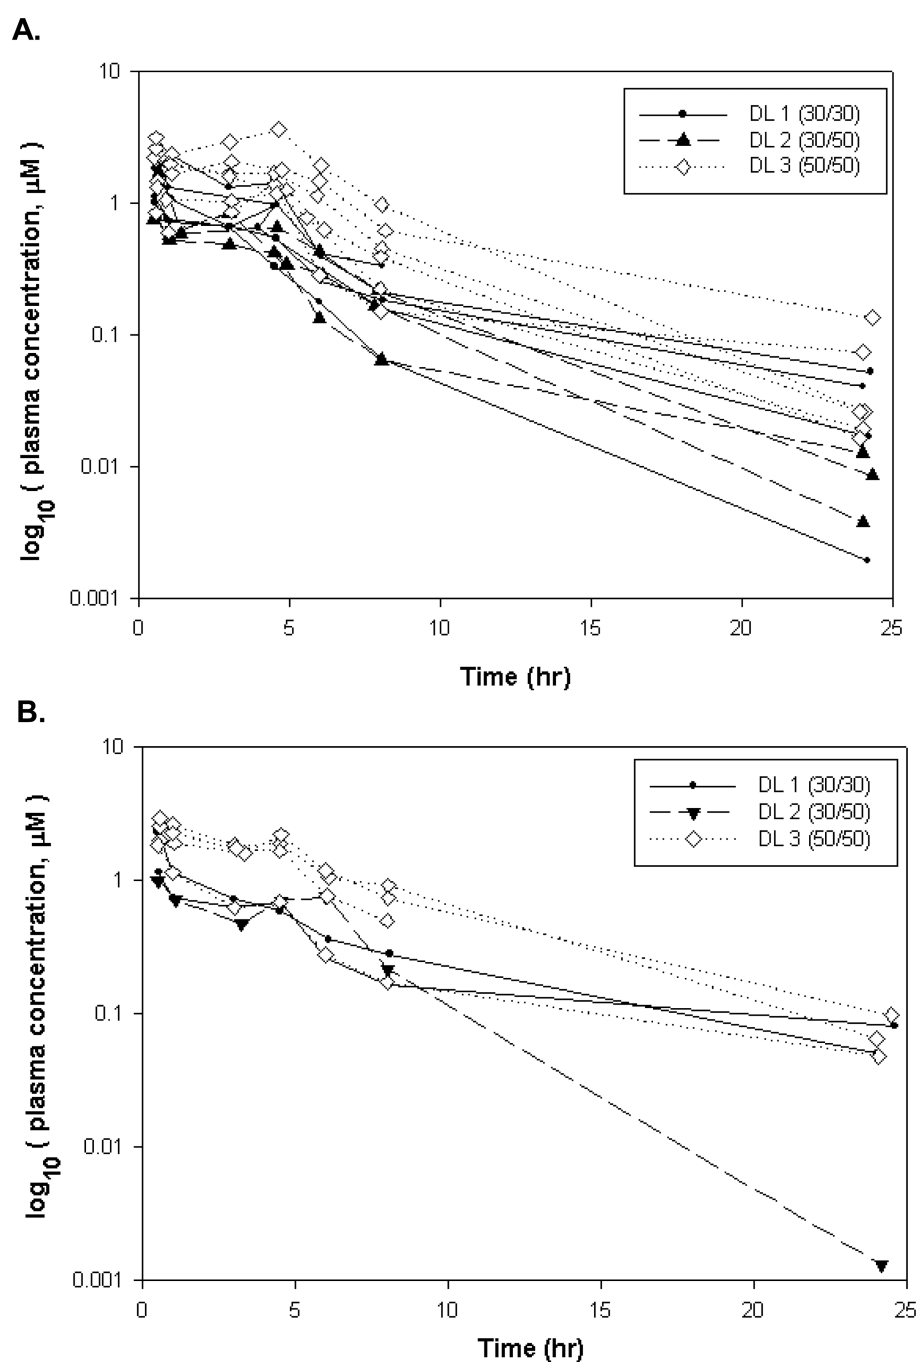 A.
10
1
0.1
0.01
0.001
log10 ( plasma concentration, µM )
DL 1 (30/30)
DL 2 (30/50)
DL 3 (50/50)
0 5 10 15 20 25
Time (hr)
B.
10
1
0.1
0.01
0.001
log10 ( plasma concentration, µM )
DL 1 (30/30)
DL 2 (30/50)
DL 3 (50/50)
0 5 10 15 20 25
Time (hr)